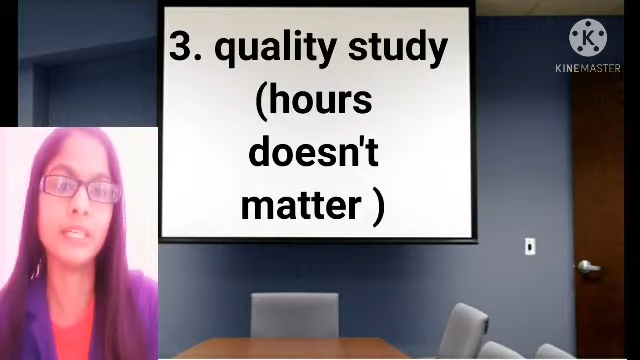 3. quality study
(hours
doesn't
matter )
KINEMASTER